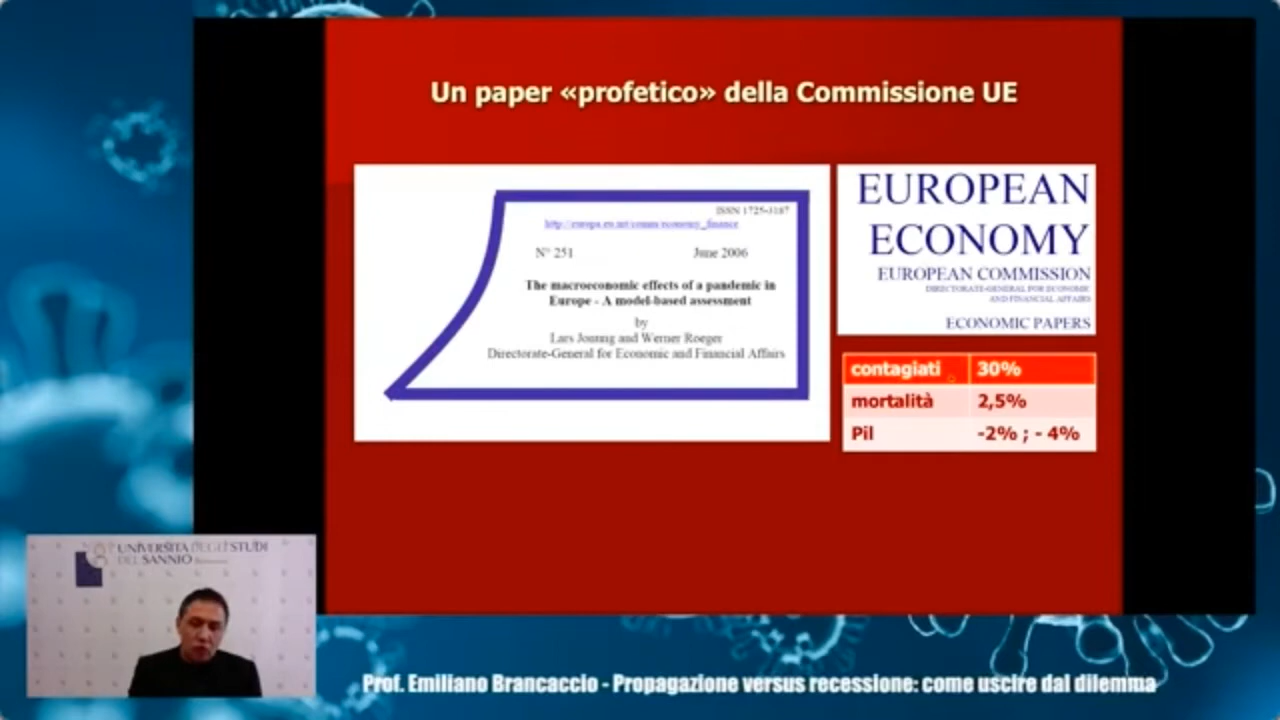 Un paper «profetico» della Commissione UE
ISSN 1725-3187
http://europa.eu.int/comm/economy_finance
N° 251 June 2006
The macroeconomic effects of a pandemic in
Europe - A model-based assessment
by
Lars Jonung and Werner Roeger
Directorate-General for Economic and Financial Affairs
EUROPEAN
ECONOMY
EUROPEAN COMMISSION
DIRECTORATE-GENERAL FOR ECONOMIC
AND FINANCIAL AFFAIRS
ECONOMIC PAPERS
contagiati 30%
mortalità 2,5%
Pil -2% ; - 4%
UNIVERSITÀ DEGLI STUDI
DEL SANNIO Benevento
Prof. Emiliano Brancaccio - Propagazione versus recessione: come uscire dal dilemma